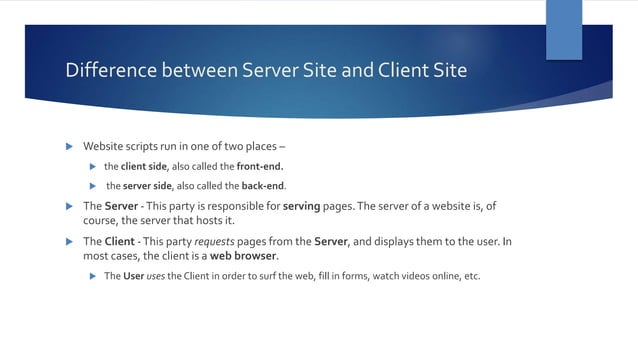 Difference between Server Site and Client Site
Website scripts run in one of two places –
the client side, also called the front-end.
the server side, also called the back-end.
The Server - This party is responsible for serving pages. The server of a website is, of
course, the server that hosts it.
The Client - This party requests pages from the Server, and displays them to the user. In
most cases, the client is a web browser.
The User uses the Client in order to surf the web, fill in forms, watch videos online, etc.